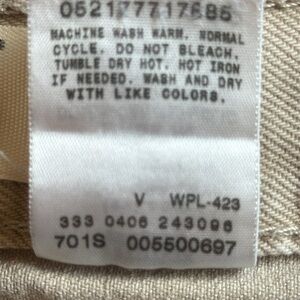 052177717685
MACHINE WASH WARM. NORMAL
CYCLE. DO NOT BLEACH.
TUMBLE DRY HOT. HOT IRON
IF NEEDED. WASH AND DRY
WITH LIKE COLORS.
V WPL-423
333 0406 243096
701S 005500697